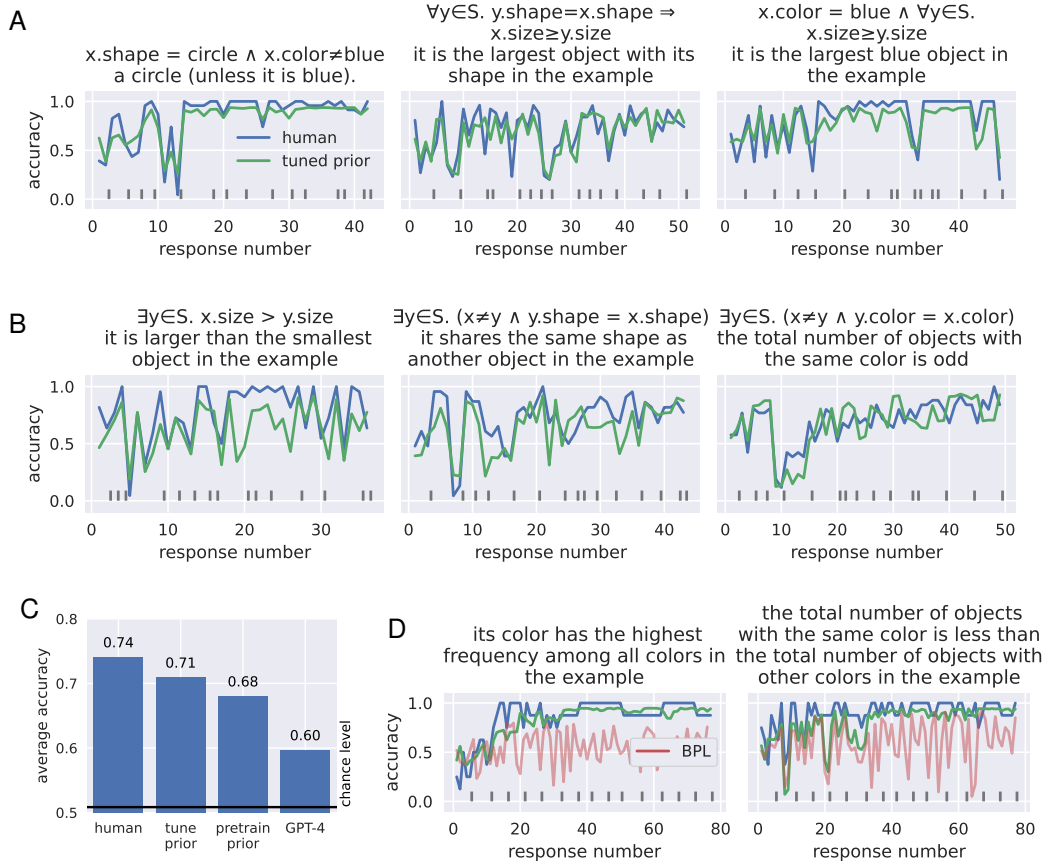 A
x.shape = circle ∧ x.color≠blue
a circle (unless it is blue).
∀y∈S. y.shape=x.shape ⇒
x.size≥y.size
it is the largest object with its
shape in the example
x.color = blue ∧ ∀y∈S.
x.size≥y.size
it is the largest blue object in
the example
accuracy
1.0
0.5
0.0
human
tuned prior
0 10 20 30 40
response number
0 10 20 30 40 50
response number
0 10 20 30 40
response number
B
∃y∈S. x.size > y.size
it is larger than the smallest
object in the example
∃y∈S. (x≠y ∧ y.shape = x.shape)
it shares the same shape as
another object in the example
∃y∈S. (x≠y ∧ y.color = x.color)
the total number of objects with
the same color is odd
accuracy
1.0
0.5
0.0
0 10 20 30
response number
0 10 20 30 40
response number
0 10 20 30 40 50
response number
C
average accuracy
0.8
0.7
0.6
0.5
0.74
0.71
0.68
0.60
chance level
human
tune
prior
pretrain
prior
GPT-4
D
its color has the highest
frequency among all colors in
the example
the total number of objects
with the same color is less than
the total number of objects with
other colors in the example
accuracy
1.0
0.5
0.0
BPL
0 20 40 60 80
response number
0 20 40 60 80
response number